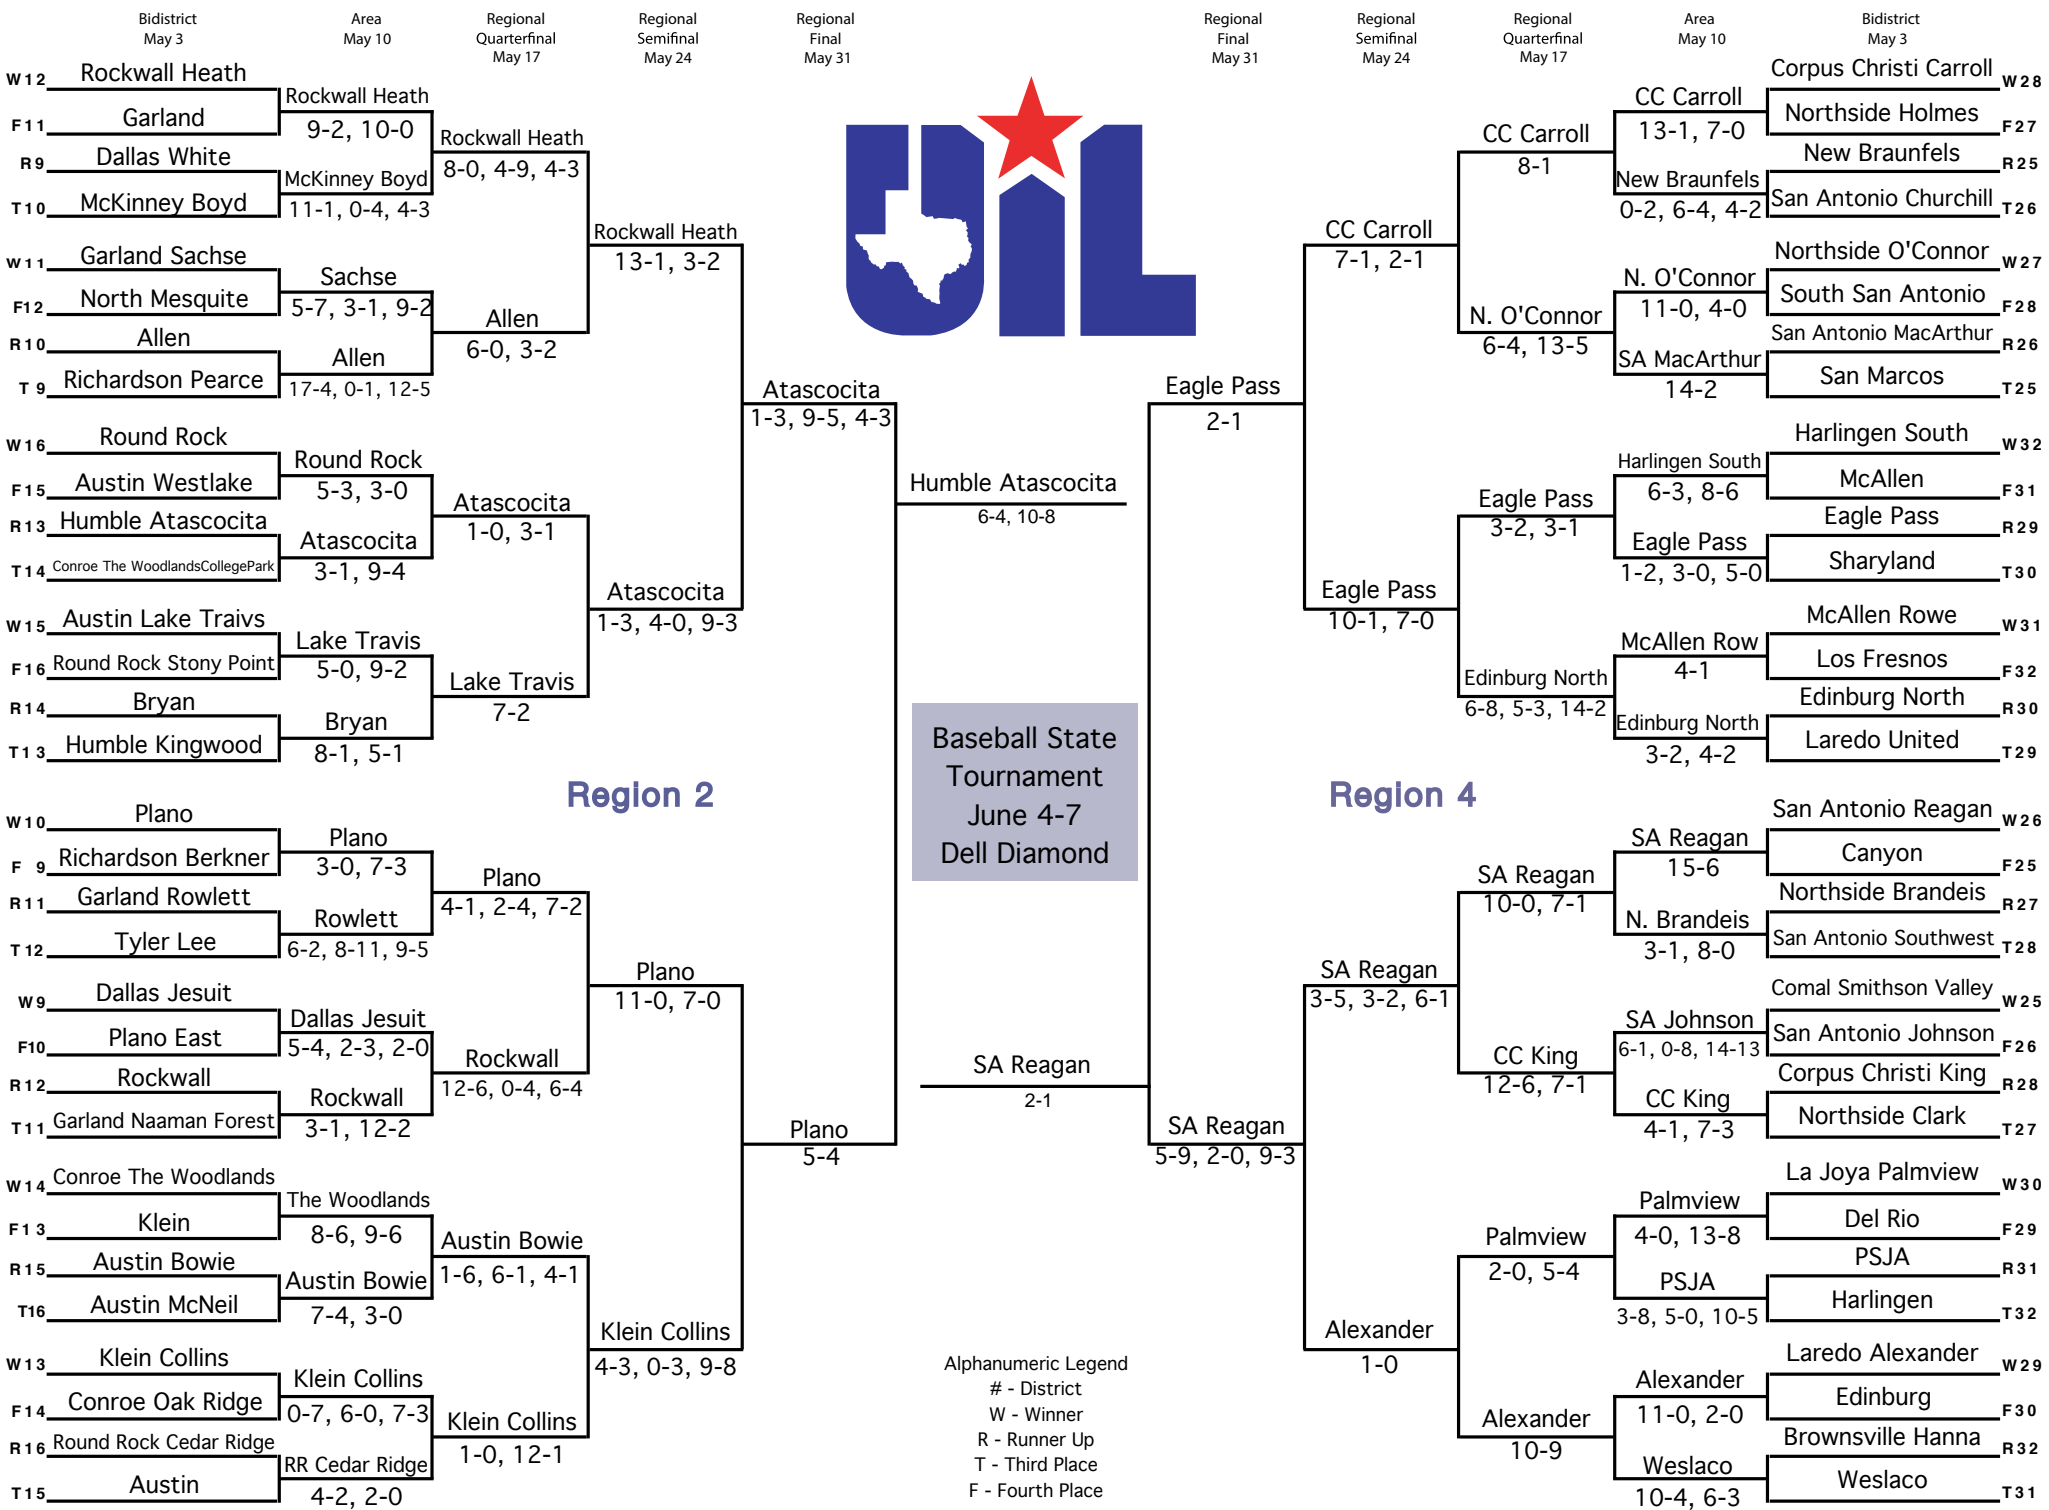 Bidistrict
May 3
Area
May 10
Regional
Quarterfinal
May 17
Regional
Semifinal
May 24
Regional
Final
May 31
Regional
Final
May 31
Regional
Semifinal
May 24
Regional
Quarterfinal
May 17
Area
May 10
Bidistrict
May 3
W12 Rockwall Heath
F11 Garland
R9 Dallas White
T10 McKinney Boyd
W11 Garland Sachse
F12 North Mesquite
R10 Allen
T 9 Richardson Pearce
W16 Round Rock
F15 Austin Westlake
R13 Humble Atascocita
T14 Conroe The WoodlandsCollegePark
W15 Austin Lake Traivs
F16 Round Rock Stony Point
R14 Bryan
T13 Humble Kingwood
W10 Plano
F 9 Richardson Berkner
R11 Garland Rowlett
T12 Tyler Lee
W9 Dallas Jesuit
F10 Plano East
R12 Rockwall
T11 Garland Naaman Forest
W14 Conroe The Woodlands
F13 Klein
R15 Austin Bowie
T16 Austin McNeil
W13 Klein Collins
F14 Conroe Oak Ridge
R16 Round Rock Cedar Ridge
T15 Austin
Rockwall Heath
9-2, 10-0
McKinney Boyd
11-1, 0-4, 4-3
Sachse
5-7, 3-1, 9-2
Allen
17-4, 0-1, 12-5
Round Rock
5-3, 3-0
Atascocita
3-1, 9-4
Lake Travis
5-0, 9-2
Bryan
8-1, 5-1
Plano
3-0, 7-3
Rowlett
6-2, 8-11, 9-5
Dallas Jesuit
5-4, 2-3, 2-0
Rockwall
3-1, 12-2
The Woodlands
8-6, 9-6
Austin Bowie
7-4, 3-0
Klein Collins
0-7, 6-0, 7-3
RR Cedar Ridge
4-2, 2-0
Rockwall Heath
8-0, 4-9, 4-3
Allen
6-0, 3-2
Atascocita
1-0, 3-1
Lake Travis
7-2
Plano
4-1, 2-4, 7-2
Rockwall
12-6, 0-4, 6-4
Austin Bowie
1-6, 6-1, 4-1
Klein Collins
1-0, 12-1
Rockwall Heath
13-1, 3-2
Atascocita
1-3, 4-0, 9-3
Region 2
Plano
11-0, 7-0
Klein Collins
4-3, 0-3, 9-8
Atascocita
1-3, 9-5, 4-3
Plano
5-4
UIL
Humble Atascocita
6-4, 10-8
Baseball State
Tournament
June 4-7
Dell Diamond
SA Reagan
2-1
Alphanumeric Legend
# - District
W - Winner
R - Runner Up
T - Third Place
F - Fourth Place
Eagle Pass
2-1
SA Reagan
5-9, 2-0, 9-3
CC Carroll
7-1, 2-1
Eagle Pass
10-1, 7-0
Region 4
SA Reagan
3-5, 3-2, 6-1
Alexander
1-0
CC Carroll
8-1
N. O'Connor
6-4, 13-5
Eagle Pass
3-2, 3-1
Edinburg North
6-8, 5-3, 14-2
SA Reagan
10-0, 7-1
CC King
12-6, 7-1
Palmview
2-0, 5-4
Alexander
10-9
CC Carroll
13-1, 7-0
New Braunfels
0-2, 6-4, 4-2
N. O'Connor
11-0, 4-0
SA MacArthur
14-2
Harlingen South
6-3, 8-6
Eagle Pass
1-2, 3-0, 5-0
McAllen Row
4-1
Edinburg North
3-2, 4-2
SA Reagan
15-6
N. Brandeis
3-1, 8-0
SA Johnson
6-1, 0-8, 14-13
CC King
4-1, 7-3
Palmview
4-0, 13-8
PSJA
3-8, 5-0, 10-5
Alexander
11-0, 2-0
Weslaco
10-4, 6-3
Corpus Christi Carroll W28
Northside Holmes F27
New Braunfels R25
San Antonio Churchill T26
Northside O'Connor W27
South San Antonio F28
San Antonio MacArthur R26
San Marcos T25
Harlingen South W32
McAllen F31
Eagle Pass R29
Sharyland T30
McAllen Rowe W31
Los Fresnos F32
Edinburg North R30
Laredo United T29
San Antonio Reagan W26
Canyon F25
Northside Brandeis R27
San Antonio Southwest T28
Comal Smithson Valley W25
San Antonio Johnson F26
Corpus Christi King R28
Northside Clark T27
La Joya Palmview W30
Del Rio F29
PSJA R31
Harlingen T32
Laredo Alexander W29
Edinburg F30
Brownsville Hanna R32
Weslaco T31